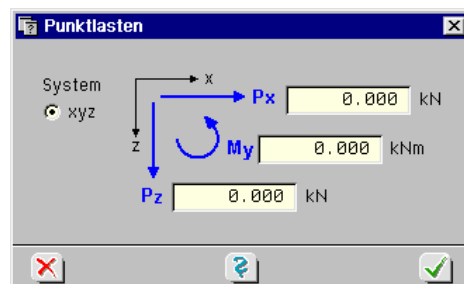 Punktlasten
System
xyz
x
z
Px 0.000 kN
My 0.000 kNm
Pz 0.000 kN